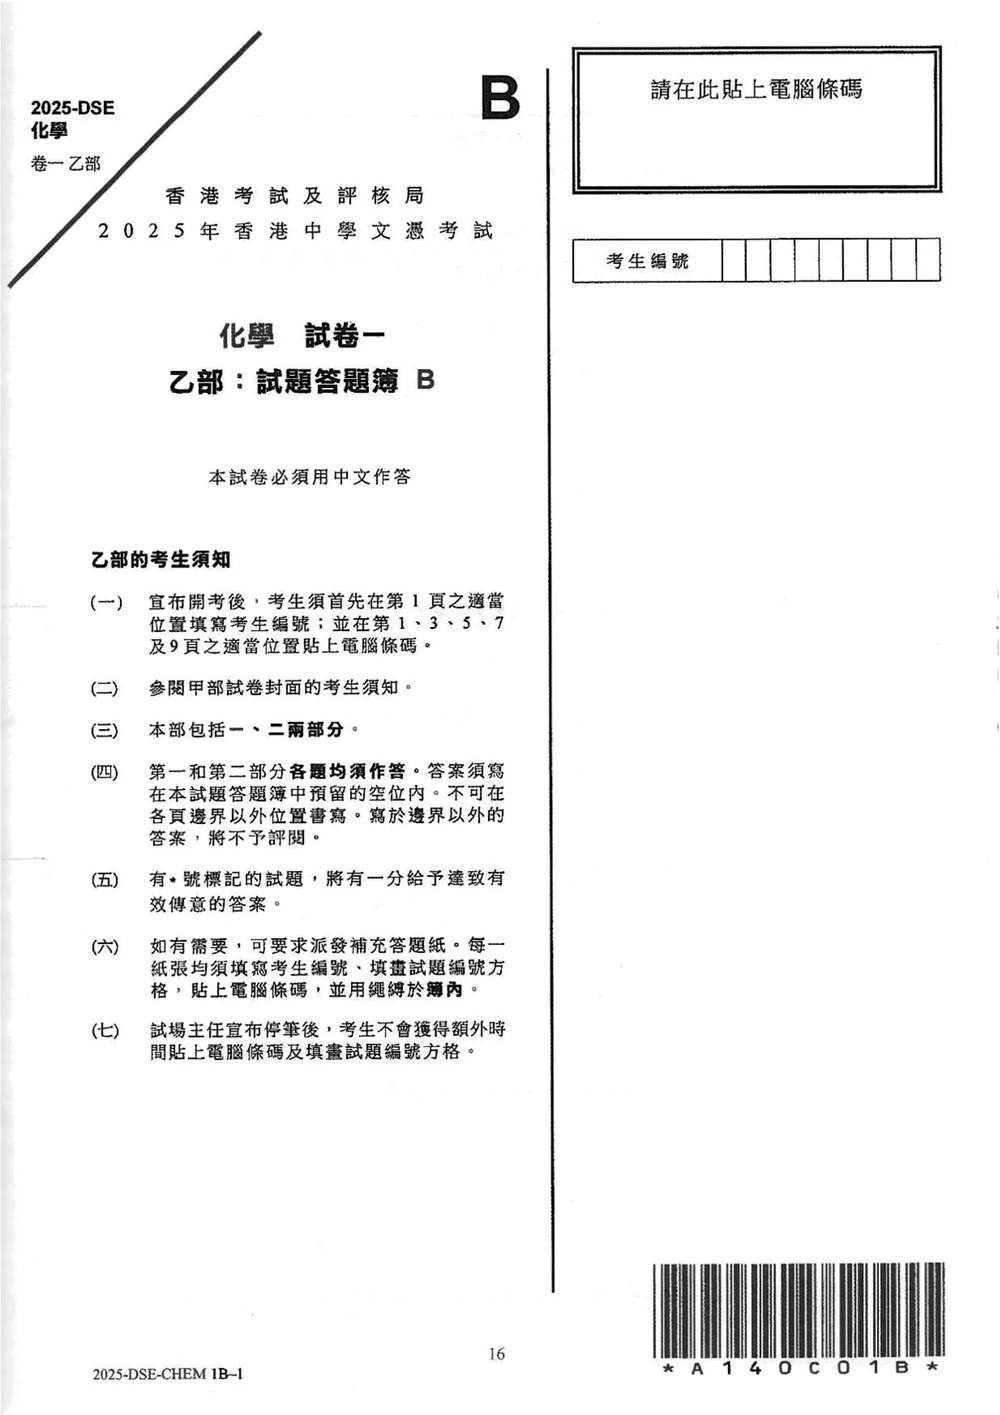 2025-DSE
化學
卷一 乙部
B
香港考試及評核局
2025年香港中學文憑考試
化學 試卷一
乙部：試題答題簿 B
本試卷必須用中文作答
乙部的考生須知
(一) 宣布開考後，考生須首先在第 1 頁之適當
位置填寫考生編號；並在第 1、3、5、7
及 9 頁之適當位置貼上電腦條碼。
(二) 參閱甲部試卷封面的考生須知。
(三) 本部包括一、二兩部分。
(四) 第一和第二部分各題均須作答。答案須寫
在本試題答題簿中預留的空位內。不可在
各頁邊界以外位置書寫。寫於邊界以外的
答案，將不予評閱。
(五) 有 * 號標記的試題，將有一分給予達致有
效傳意的答案。
(六) 如有需要，可要求派發補充答題紙。每一
紙張均須填寫考生編號、填畫試題編號方
格，貼上電腦條碼，並用繩縛於簿內。
(七) 試場主任宣布停筆後，考生不會獲得額外時
間貼上電腦條碼及填畫試題編號方格。
請在此貼上電腦條碼
考生編號
2025-DSE-CHEM 1B–1
16
* A 1 4 0 C 0 1 B *